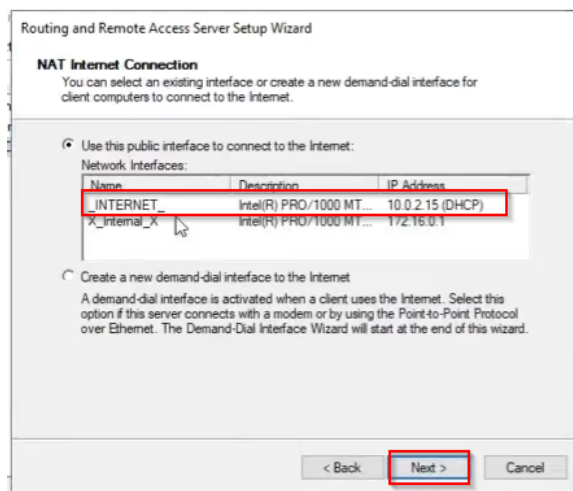 Routing and Remote Access Server Setup Wizard
NAT Internet Connection
You can select an existing interface or create a new demand-dial interface for
client computers to connect to the Internet.
Use this public interface to connect to the Internet:
Network Interfaces:
Name Description IP Address
_INTERNET_ Intel(R) PRO/1000 MT... 10.0.2.15 (DHCP)
X_Internal_X Intel(R) PRO/1000 MT... 172.16.0.1
Create a new demand-dial interface to the Internet
A demand-dial interface is activated when a client uses the Internet. Select this
option if this server connects with a modem or by using the Point-to-Point Protocol
over Ethernet. The Demand-Dial Interface Wizard will start at the end of this wizard.
< Back Next > Cancel